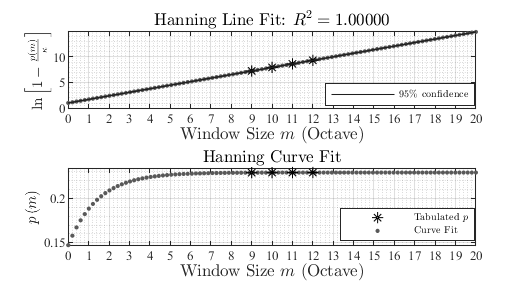 Hanning Line Fit: R² = 1.00000
ln [1 − p(m)/κ]
10
5
0
95% confidence
0 1 2 3 4 5 6 7 8 9 10 11 12 13 14 15 16 17 18 19 20
Window Size m (Octave)
Hanning Curve Fit
p(m)
0.2
0.15
Tabulated p
Curve Fit
0 1 2 3 4 5 6 7 8 9 10 11 12 13 14 15 16 17 18 19 20
Window Size m (Octave)